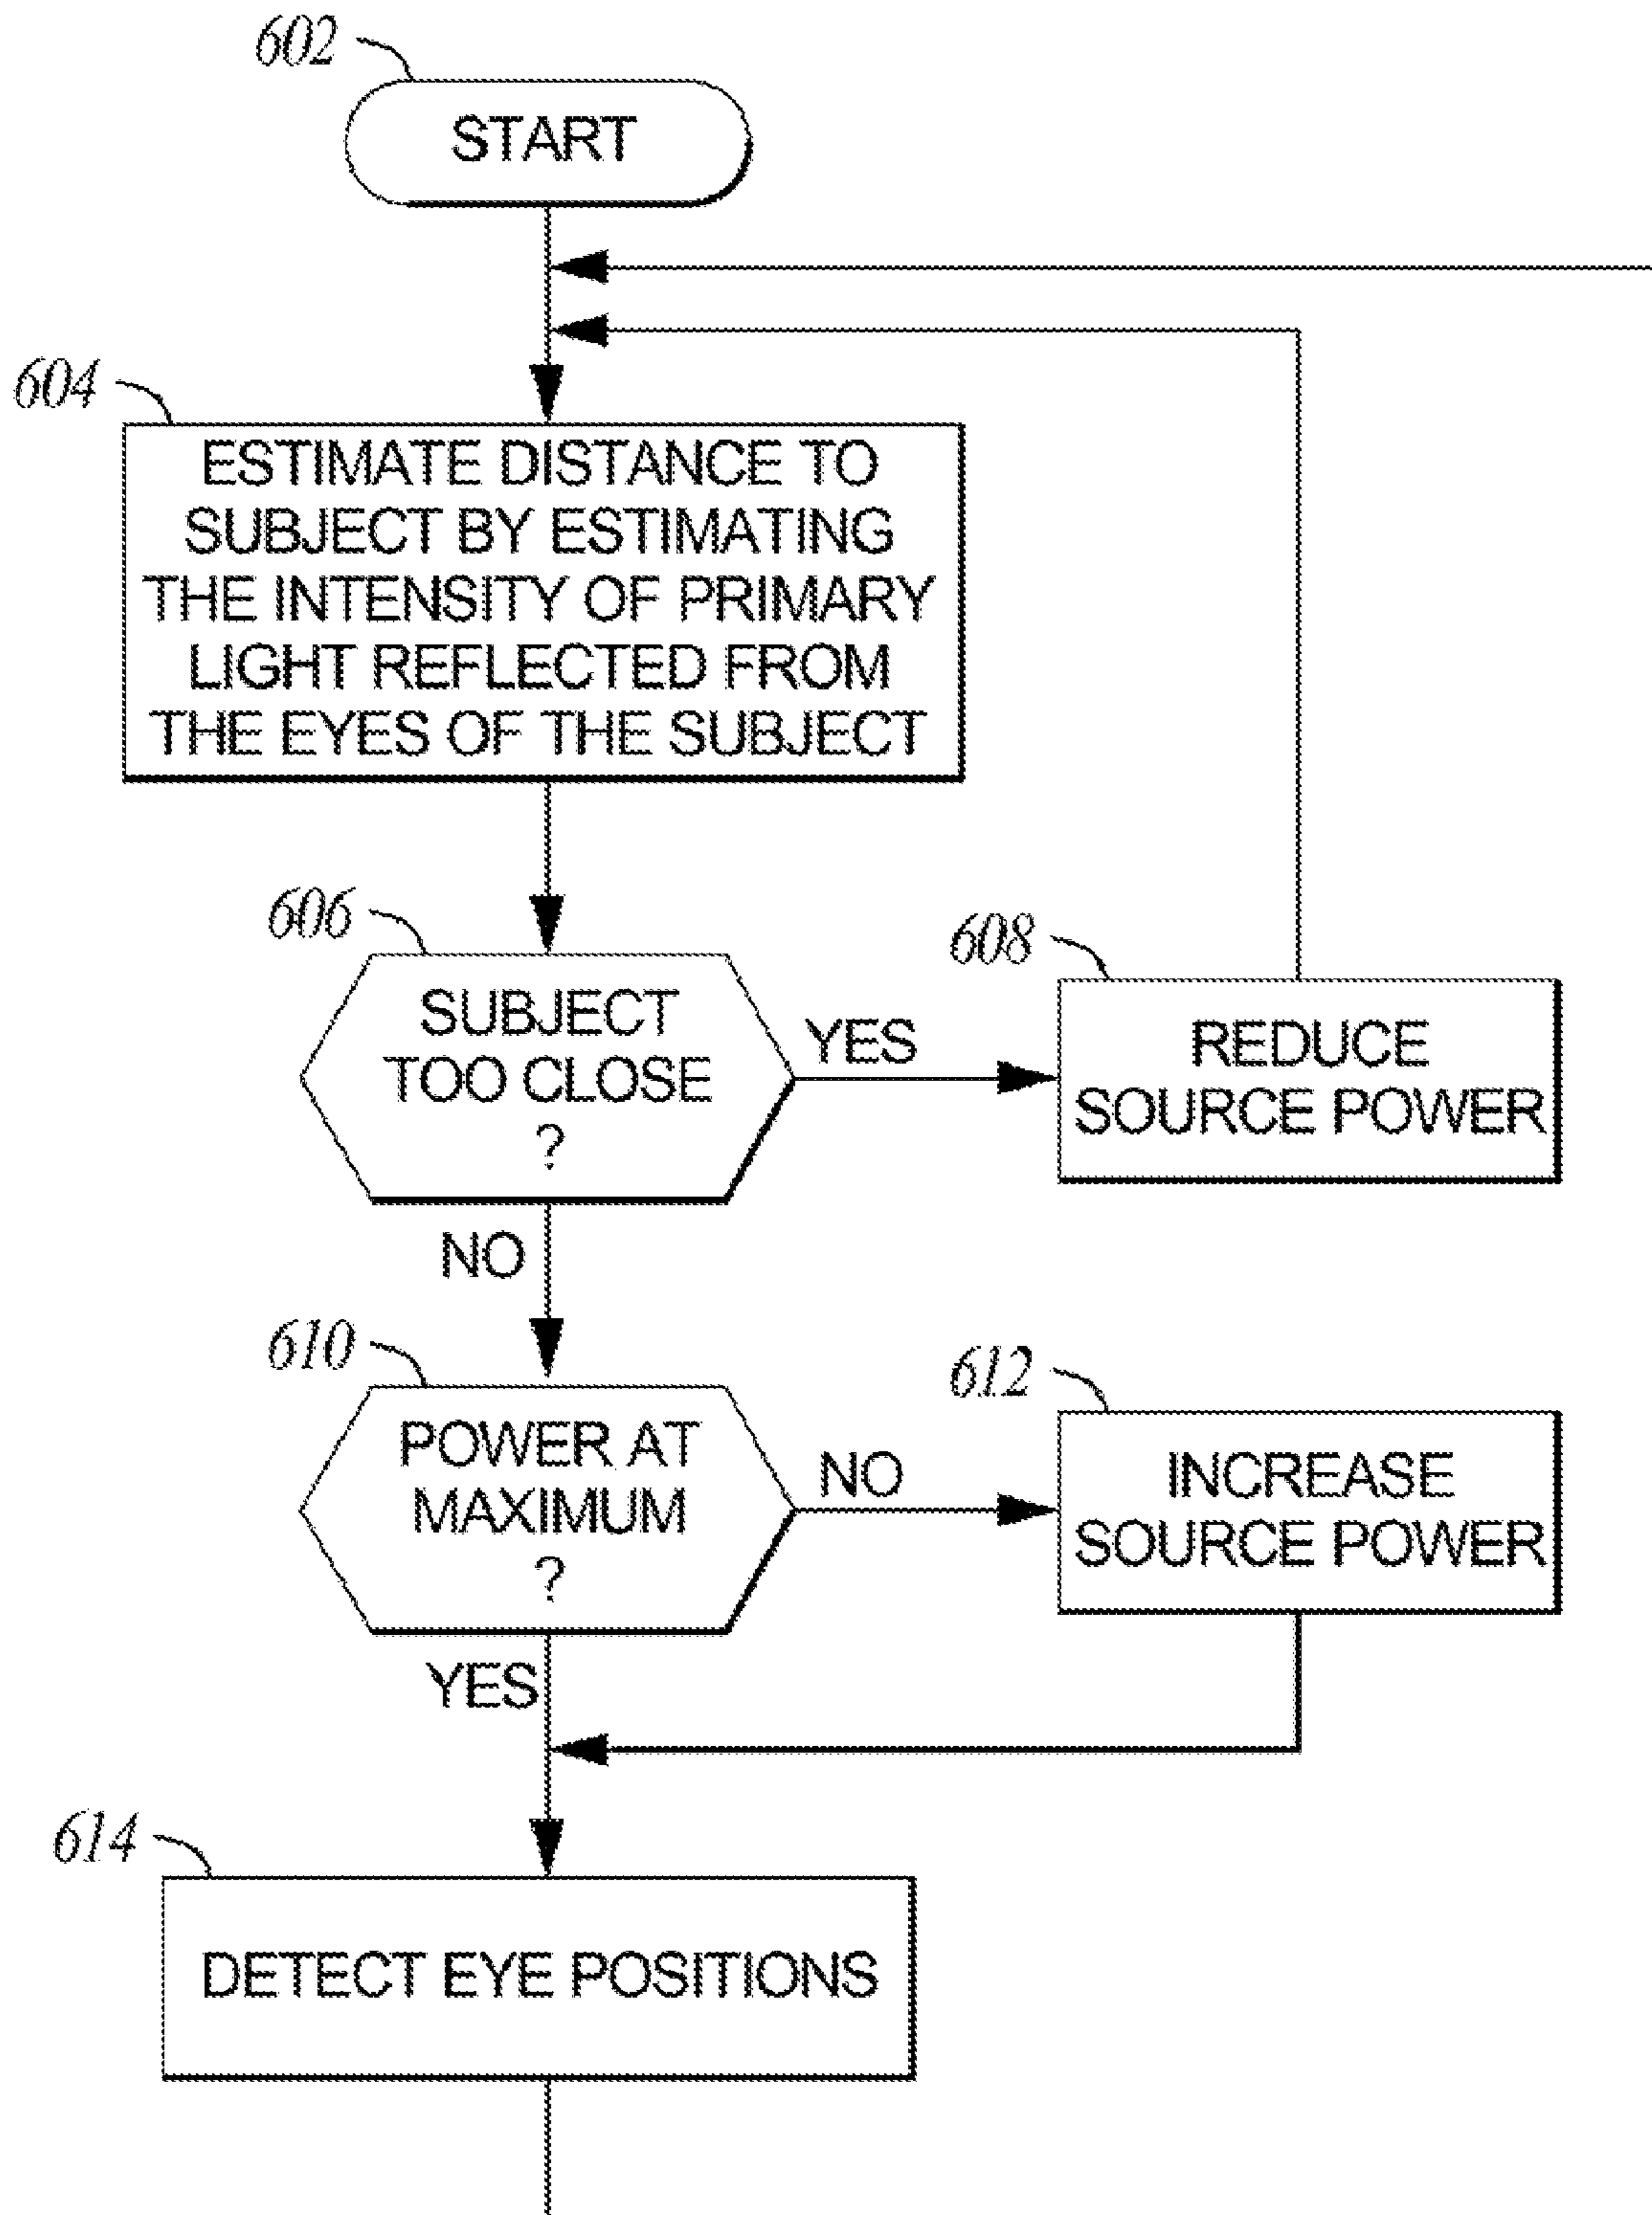 602
START
604
ESTIMATE DISTANCE TO
SUBJECT BY ESTIMATING
THE INTENSITY OF PRIMARY
LIGHT REFLECTED FROM
THE EYES OF THE SUBJECT
606
SUBJECT
TOO CLOSE
?
YES
608
REDUCE
SOURCE POWER
NO
610
POWER AT
MAXIMUM
?
NO
612
INCREASE
SOURCE POWER
YES
614
DETECT EYE POSITIONS